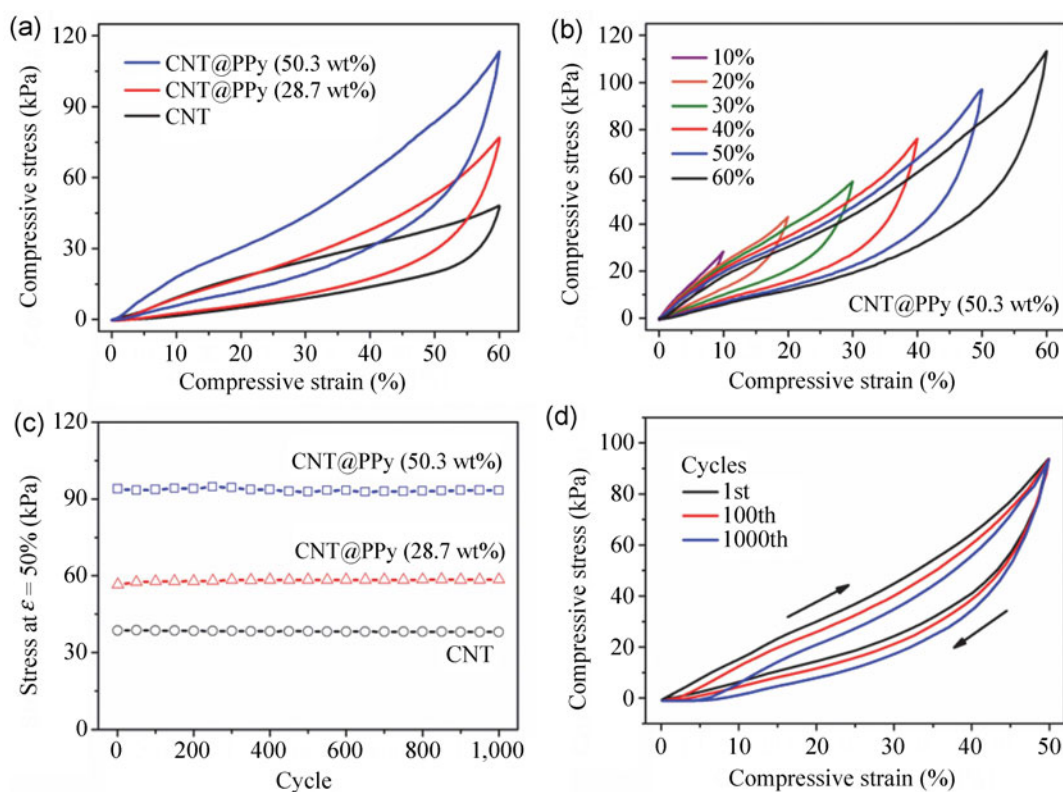 (a)
120
90
60
30
0
Compressive stress (kPa)
CNT@PPy (50.3 wt%)
CNT@PPy (28.7 wt%)
CNT
0 10 20 30 40 50 60
Compressive strain (%)
(b)
120
100
80
60
40
20
0
Compressive stress (kPa)
10%
20%
30%
40%
50%
60%
CNT@PPy (50.3 wt%)
0 10 20 30 40 50 60
Compressive strain (%)
(c)
120
90
60
30
0
Stress at ε = 50% (kPa)
CNT@PPy (50.3 wt%)
CNT@PPy (28.7 wt%)
CNT
0 200 400 600 800 1,000
Cycle
(d)
100
80
60
40
20
0
Compressive stress (kPa)
Cycles
1st
100th
1000th
0 10 20 30 40 50
Compressive strain (%)